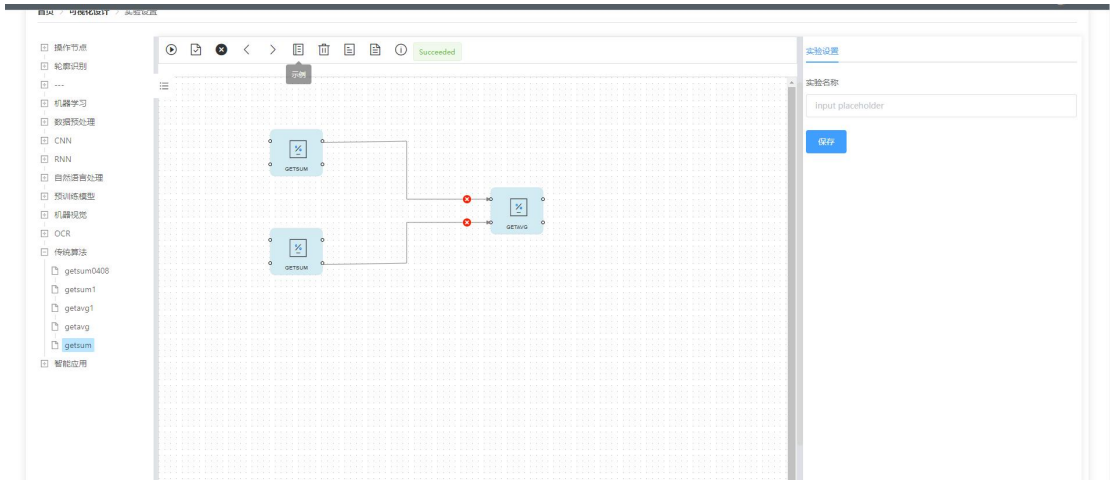 首页 > 可视化设计 > 实验设置
操作节点
轮廓识别
---
机器学习
数据预处理
CNN
RNN
自然语言处理
预训练模型
机器视觉
OCR
传统算法
getsum0408
getsum1
getavg1
getavg
getsum
智能应用
Succeeded
示例
GETSUM
GETAVG
GETSUM
实验设置
实验名称
Input placeholder
保存